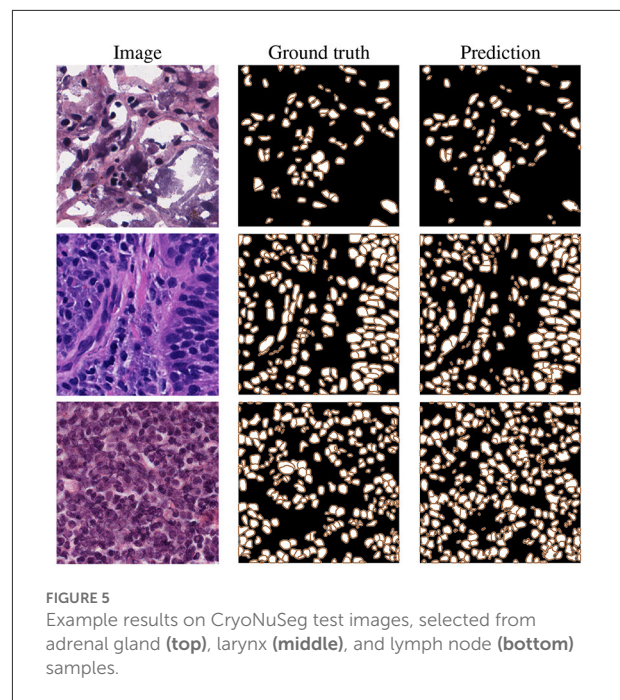 Image Ground truth Prediction
FIGURE 5
Example results on CryoNuSeg test images, selected from
adrenal gland (top), larynx (middle), and lymph node (bottom)
samples.